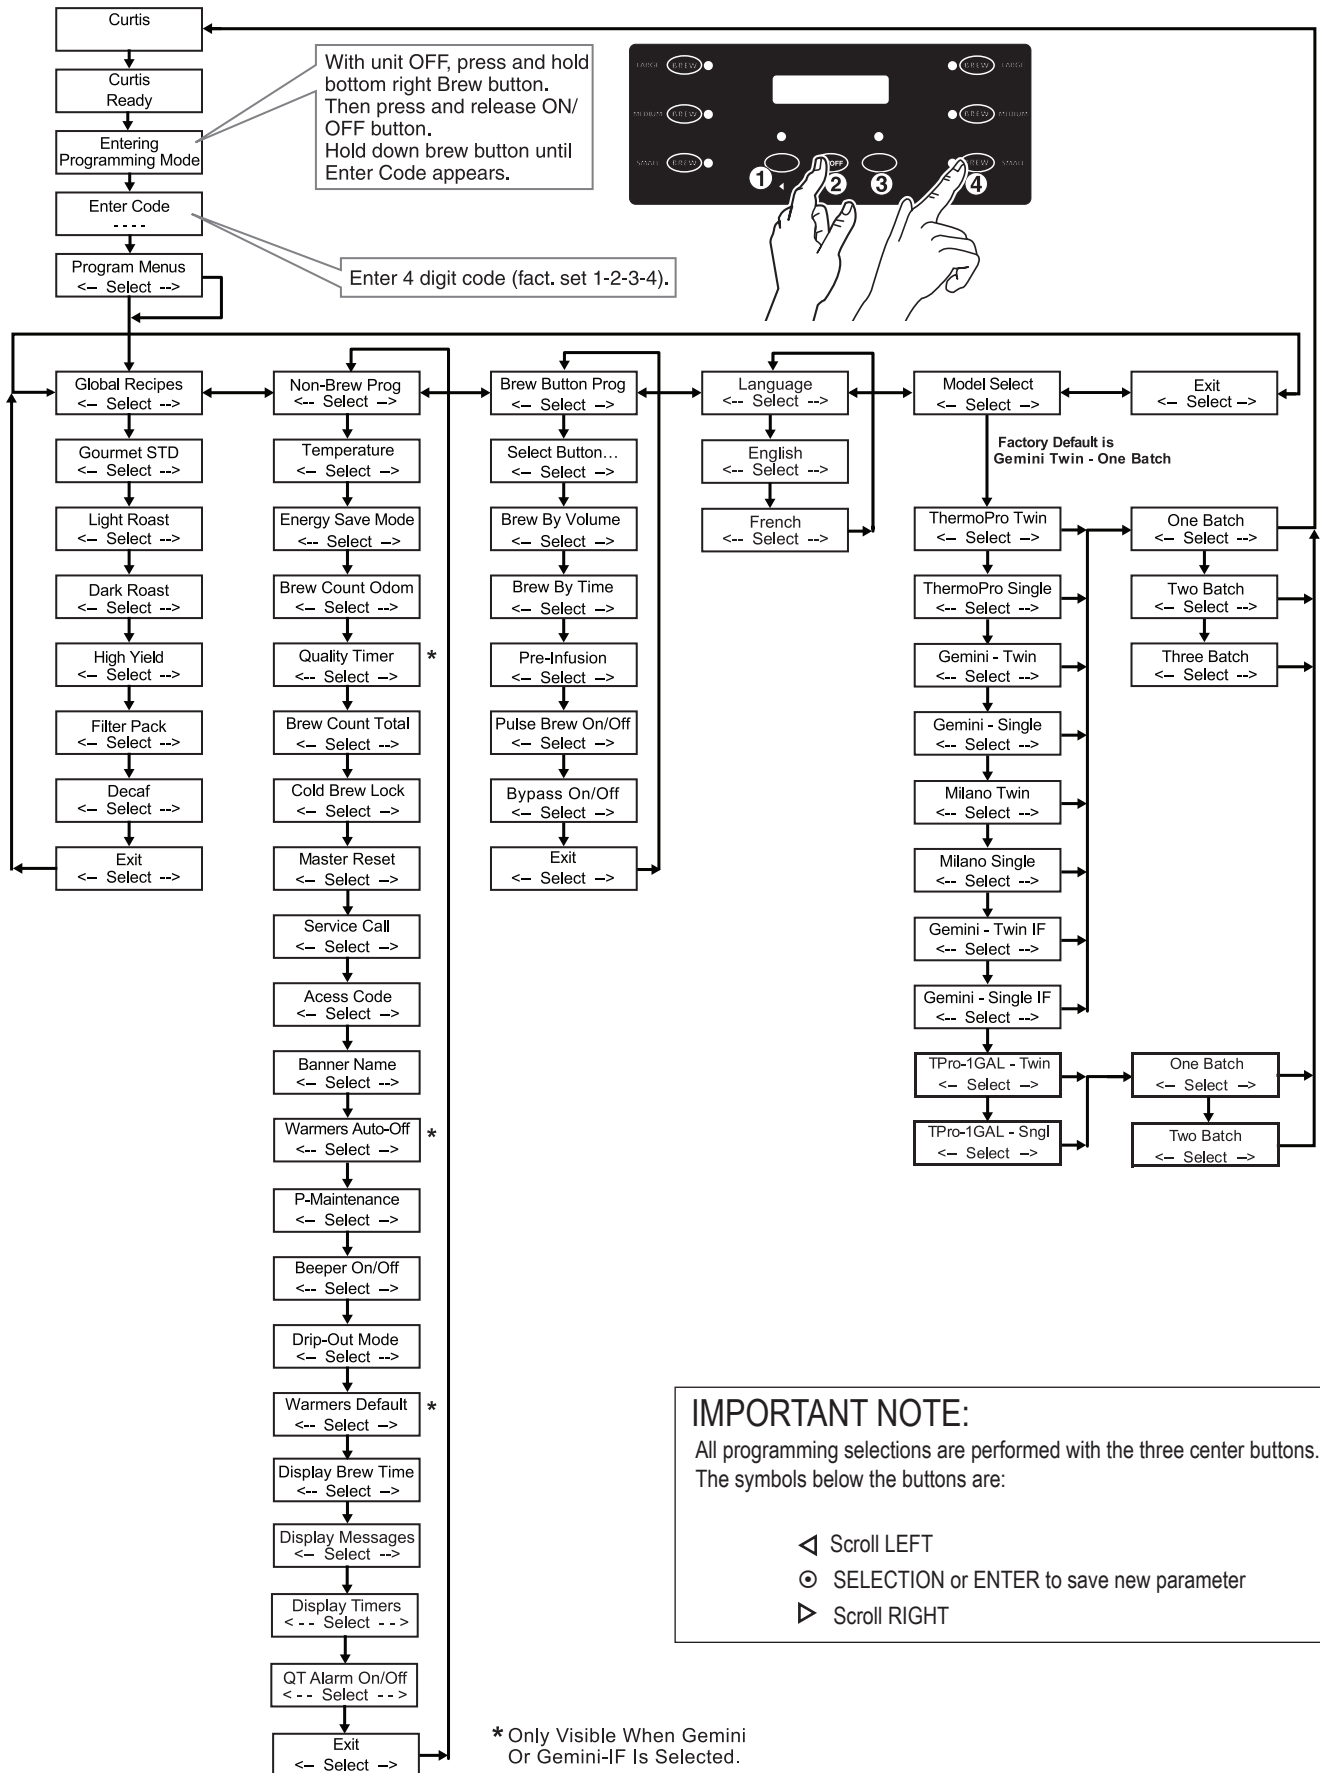 Curtis
Curtis
Ready
Entering
Programming Mode
Enter Code
- - - -
Program Menus
<-- Select -->
With unit OFF, press and hold
bottom right Brew button.
Then press and release ON/
OFF button.
Hold down brew button until
Enter Code appears.
Enter 4 digit code (fact. set 1-2-3-4).
LARGE BREW
MEDIUM BREW
SMALL BREW
BREW LARGE
BREW MEDIUM
BREW SMALL
OFF
1
2
3
4
Global Recipes
<– Select -->
Gourmet STD
<– Select -->
Light Roast
<– Select -->
Dark Roast
<– Select -->
High Yield
<– Select -->
Filter Pack
<– Select -->
Decaf
<– Select -->
Exit
<– Select -->
Non-Brew Prog
<-- Select –>
Temperature
<– Select –>
Energy Save Mode
<-- Select –>
Brew Count Odom
<– Select -->
Quality Timer *
<-- Select –>
Brew Count Total
<– Select -->
Cold Brew Lock
<– Select -->
Master Reset
<– Select –>
Service Call
<– Select –>
Acess Code
<– Select –>
Banner Name
<– Select –>
Warmers Auto-Off *
<– Select –>
P-Maintenance
<– Select –>
Beeper On/Off
<– Select –>
Drip-Out Mode
<– Select -->
Warmers Default *
<-- Select –>
Display Brew Time
<-- Select –>
Display Messages
<– Select -->
Display Timers
< - - Select - - >
QT Alarm On/Off
< - - Select - - >
Exit
<– Select –>
Brew Button Prog
<– Select –>
Select Button...
<– Select –>
Brew By Volume
<– Select –>
Brew By Time
<– Select –>
Pre-Infusion
<– Select –>
Pulse Brew On/Off
<– Select –>
Bypass On/Off
<– Select –>
Exit
<– Select –>
Language
<-- Select -->
English
<-- Select -->
French
<-- Select -->
Model Select
<– Select –>
Factory Default is
Gemini Twin - One Batch
ThermoPro Twin
<– Select -->
ThermoPro Single
<– Select -->
Gemini - Twin
<– Select -->
Gemini - Single
<– Select -->
Milano Twin
<– Select -->
Milano Single
<– Select -->
Gemini - Twin IF
<-- Select -->
Gemini - Single IF
<-- Select -->
TPro-1GAL - Twin
<– Select –>
TPro-1GAL - Sngl
<– Select –>
Exit
<– Select –>
One Batch
<– Select -->
Two Batch
<– Select -->
Three Batch
<– Select -->
One Batch
<– Select –>
Two Batch
<– Select –>
IMPORTANT NOTE:
All programming selections are performed with the three center buttons.
The symbols below the buttons are:
Scroll LEFT
SELECTION or ENTER to save new parameter
Scroll RIGHT
* Only Visible When Gemini
Or Gemini-IF Is Selected.